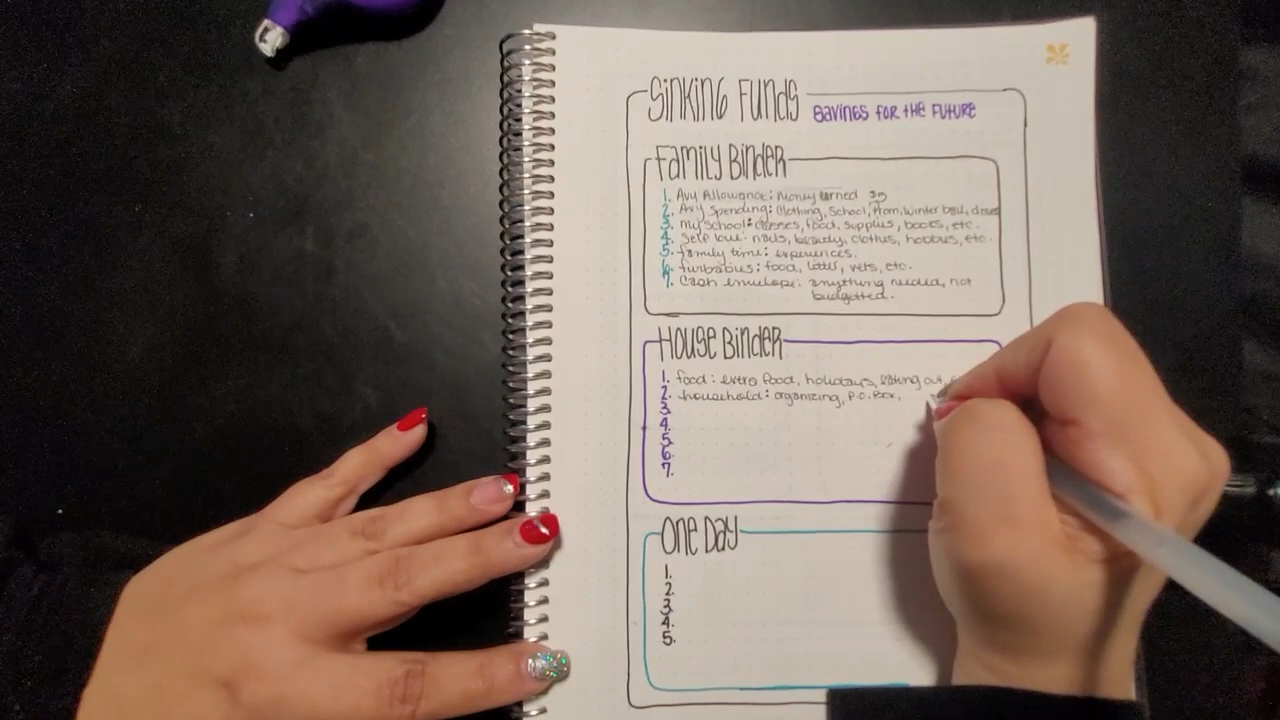 Sinking Funds SAVINGS FOR THE FUTURE
Family Binder
1. Avy Allowance: Money earned
2. Avy Spending: Clothing, School, Prom, Winter ball,
3. My School: classes, food, supplies, books, etc.
4. Self love: nails, beauty, clothes, hobbies, etc.
5. family time: experiences.
6. furbabies: food, litter, vets, etc.
7. Cash envelope: anything needed, not
budgetted.
House Binder
1. food: extra food, holidays, eating out,
2. household: organizing, P.O. Box,
3.
4.
5.
6.
7.
One Day
1.
2.
3.
4.
5.